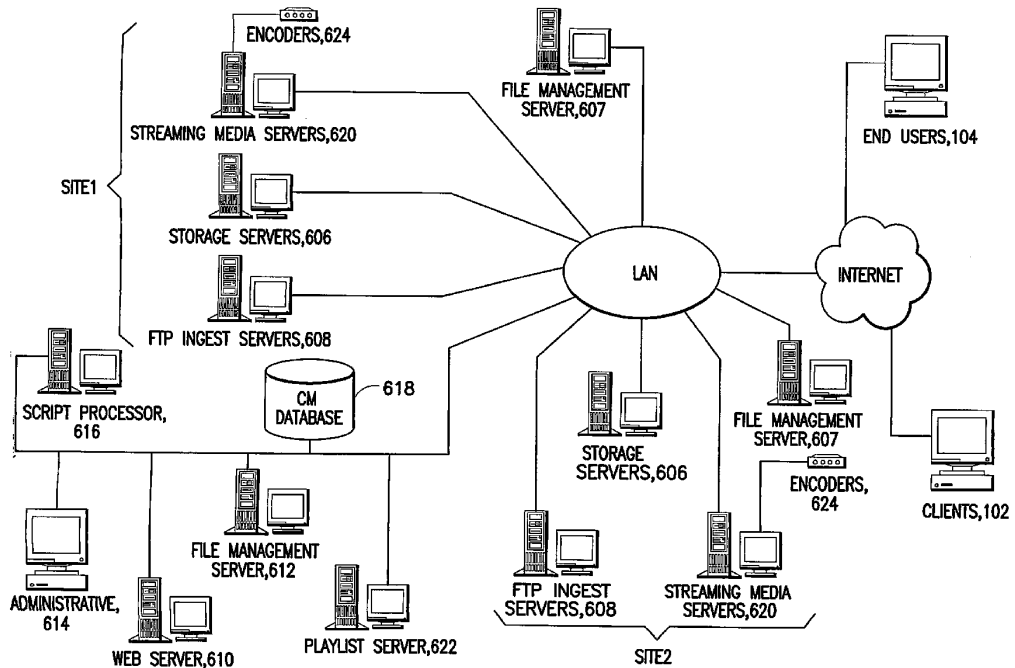 ENCODERS,624
STREAMING MEDIA SERVERS,620
FILE MANAGEMENT
SERVER,607
END USERS,104
SITE1
STORAGE SERVERS,606
LAN
INTERNET
FTP INGEST SERVERS,608
SCRIPT PROCESSOR,
616
CM
DATABASE
618
STORAGE
SERVERS,606
FILE MANAGEMENT
SERVER,607
ENCODERS,
624
CLIENTS,102
ADMINISTRATIVE,
614
FILE MANAGEMENT
SERVER,612
WEB SERVER,610
PLAYLIST SERVER,622
FTP INGEST
SERVERS,608
STREAMING MEDIA
SERVERS,620
SITE2